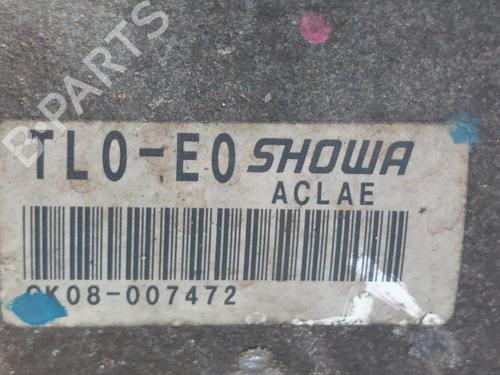 B-PARTS
TL0-E0 SHOWA
ACLAE
CK08-007472